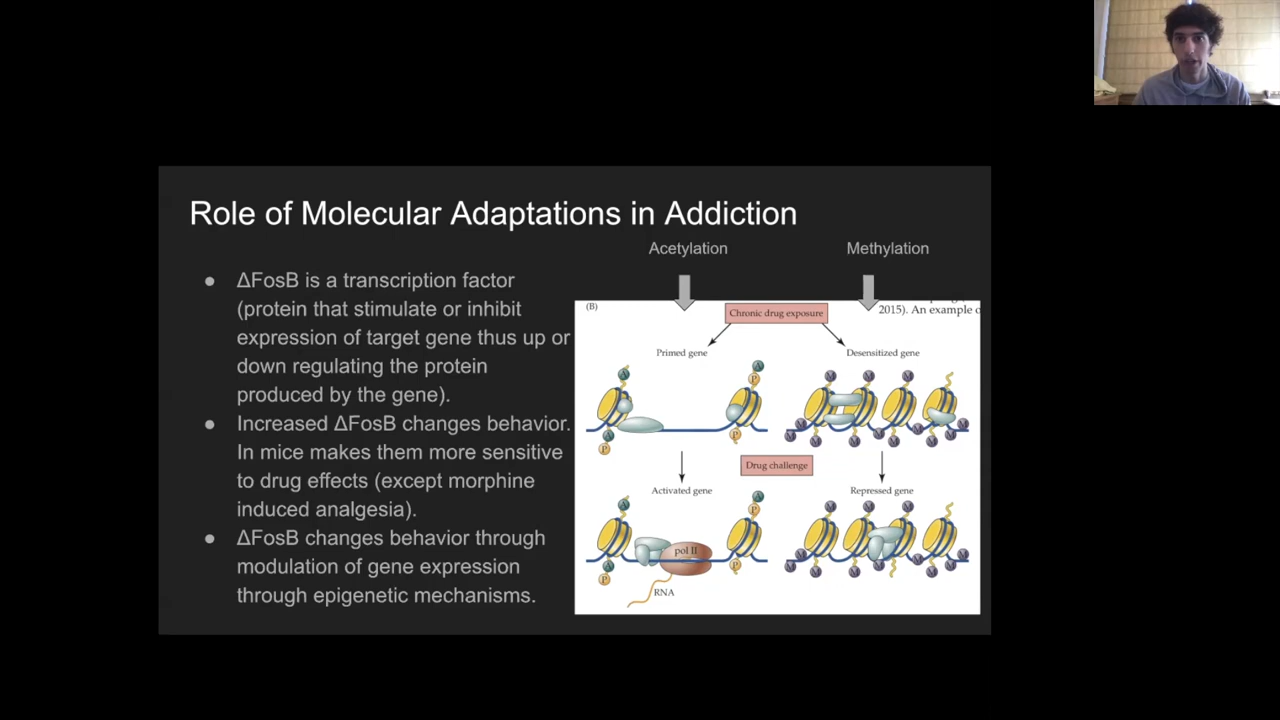 Role of Molecular Adaptations in Addiction
Acetylation
Methylation
● ΔFosB is a transcription factor
(protein that stimulate or inhibit
expression of target gene thus up or
down regulating the protein
produced by the gene).
● Increased ΔFosB changes behavior.
In mice makes them more sensitive
to drug effects (except morphine
induced analgesia).
● ΔFosB changes behavior through
modulation of gene expression
through epigenetic mechanisms.
(B)
2015). An example o
Chronic drug exposure
Primed gene
Desensitized gene
A
A
P
A
P
P
M
M
M
M
M
M
M
M
M
M
M
Drug challenge
Activated gene
Repressed gene
A
A
P
A
P
P
pol II
RNA
M
M
M
M
M
M
M
M
M
M